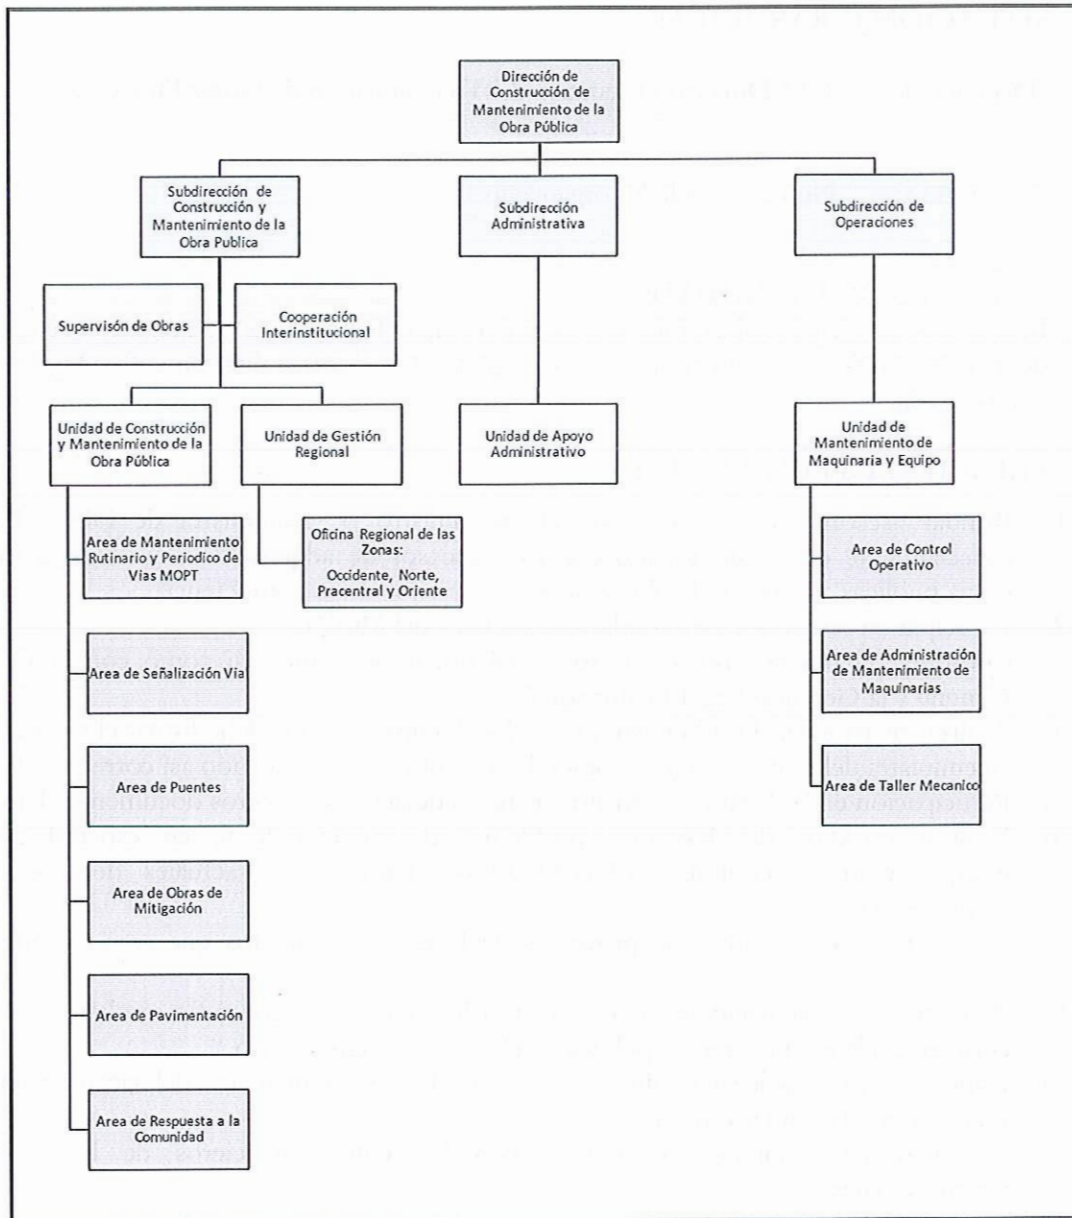 Dirección de
Construcción de
Mantenimiento de la
Obra Pública
Subdirección de
Construcción y
Mantenimiento de la
Obra Publica
Subdirección
Administrativa
Subdirección de
Operaciones
Supervisón de Obras
Cooperación
Interinstitucional
Unidad de Construcción
y Mantenimiento de la
Obra Pública
Unidad de Gestión
Regional
Unidad de Apoyo
Administrativo
Unidad de
Mantenimiento de
Maquinaria y Equipo
Area de Mantenimiento
Rutinario y Periodico de
Vias MOPT
Oficina Regional de las
Zonas:
Occidente, Norte,
Pracentral y Oriente
Area de Control
Operativo
Area de Señalización Vía
Area de Administración
de Mantenimiento de
Maquinarias
Area de Puentes
Area de Taller Mecanico
Area de Obras de
Mitigación
Area de Pavimentación
Area de Respuesta a la
Comunidad